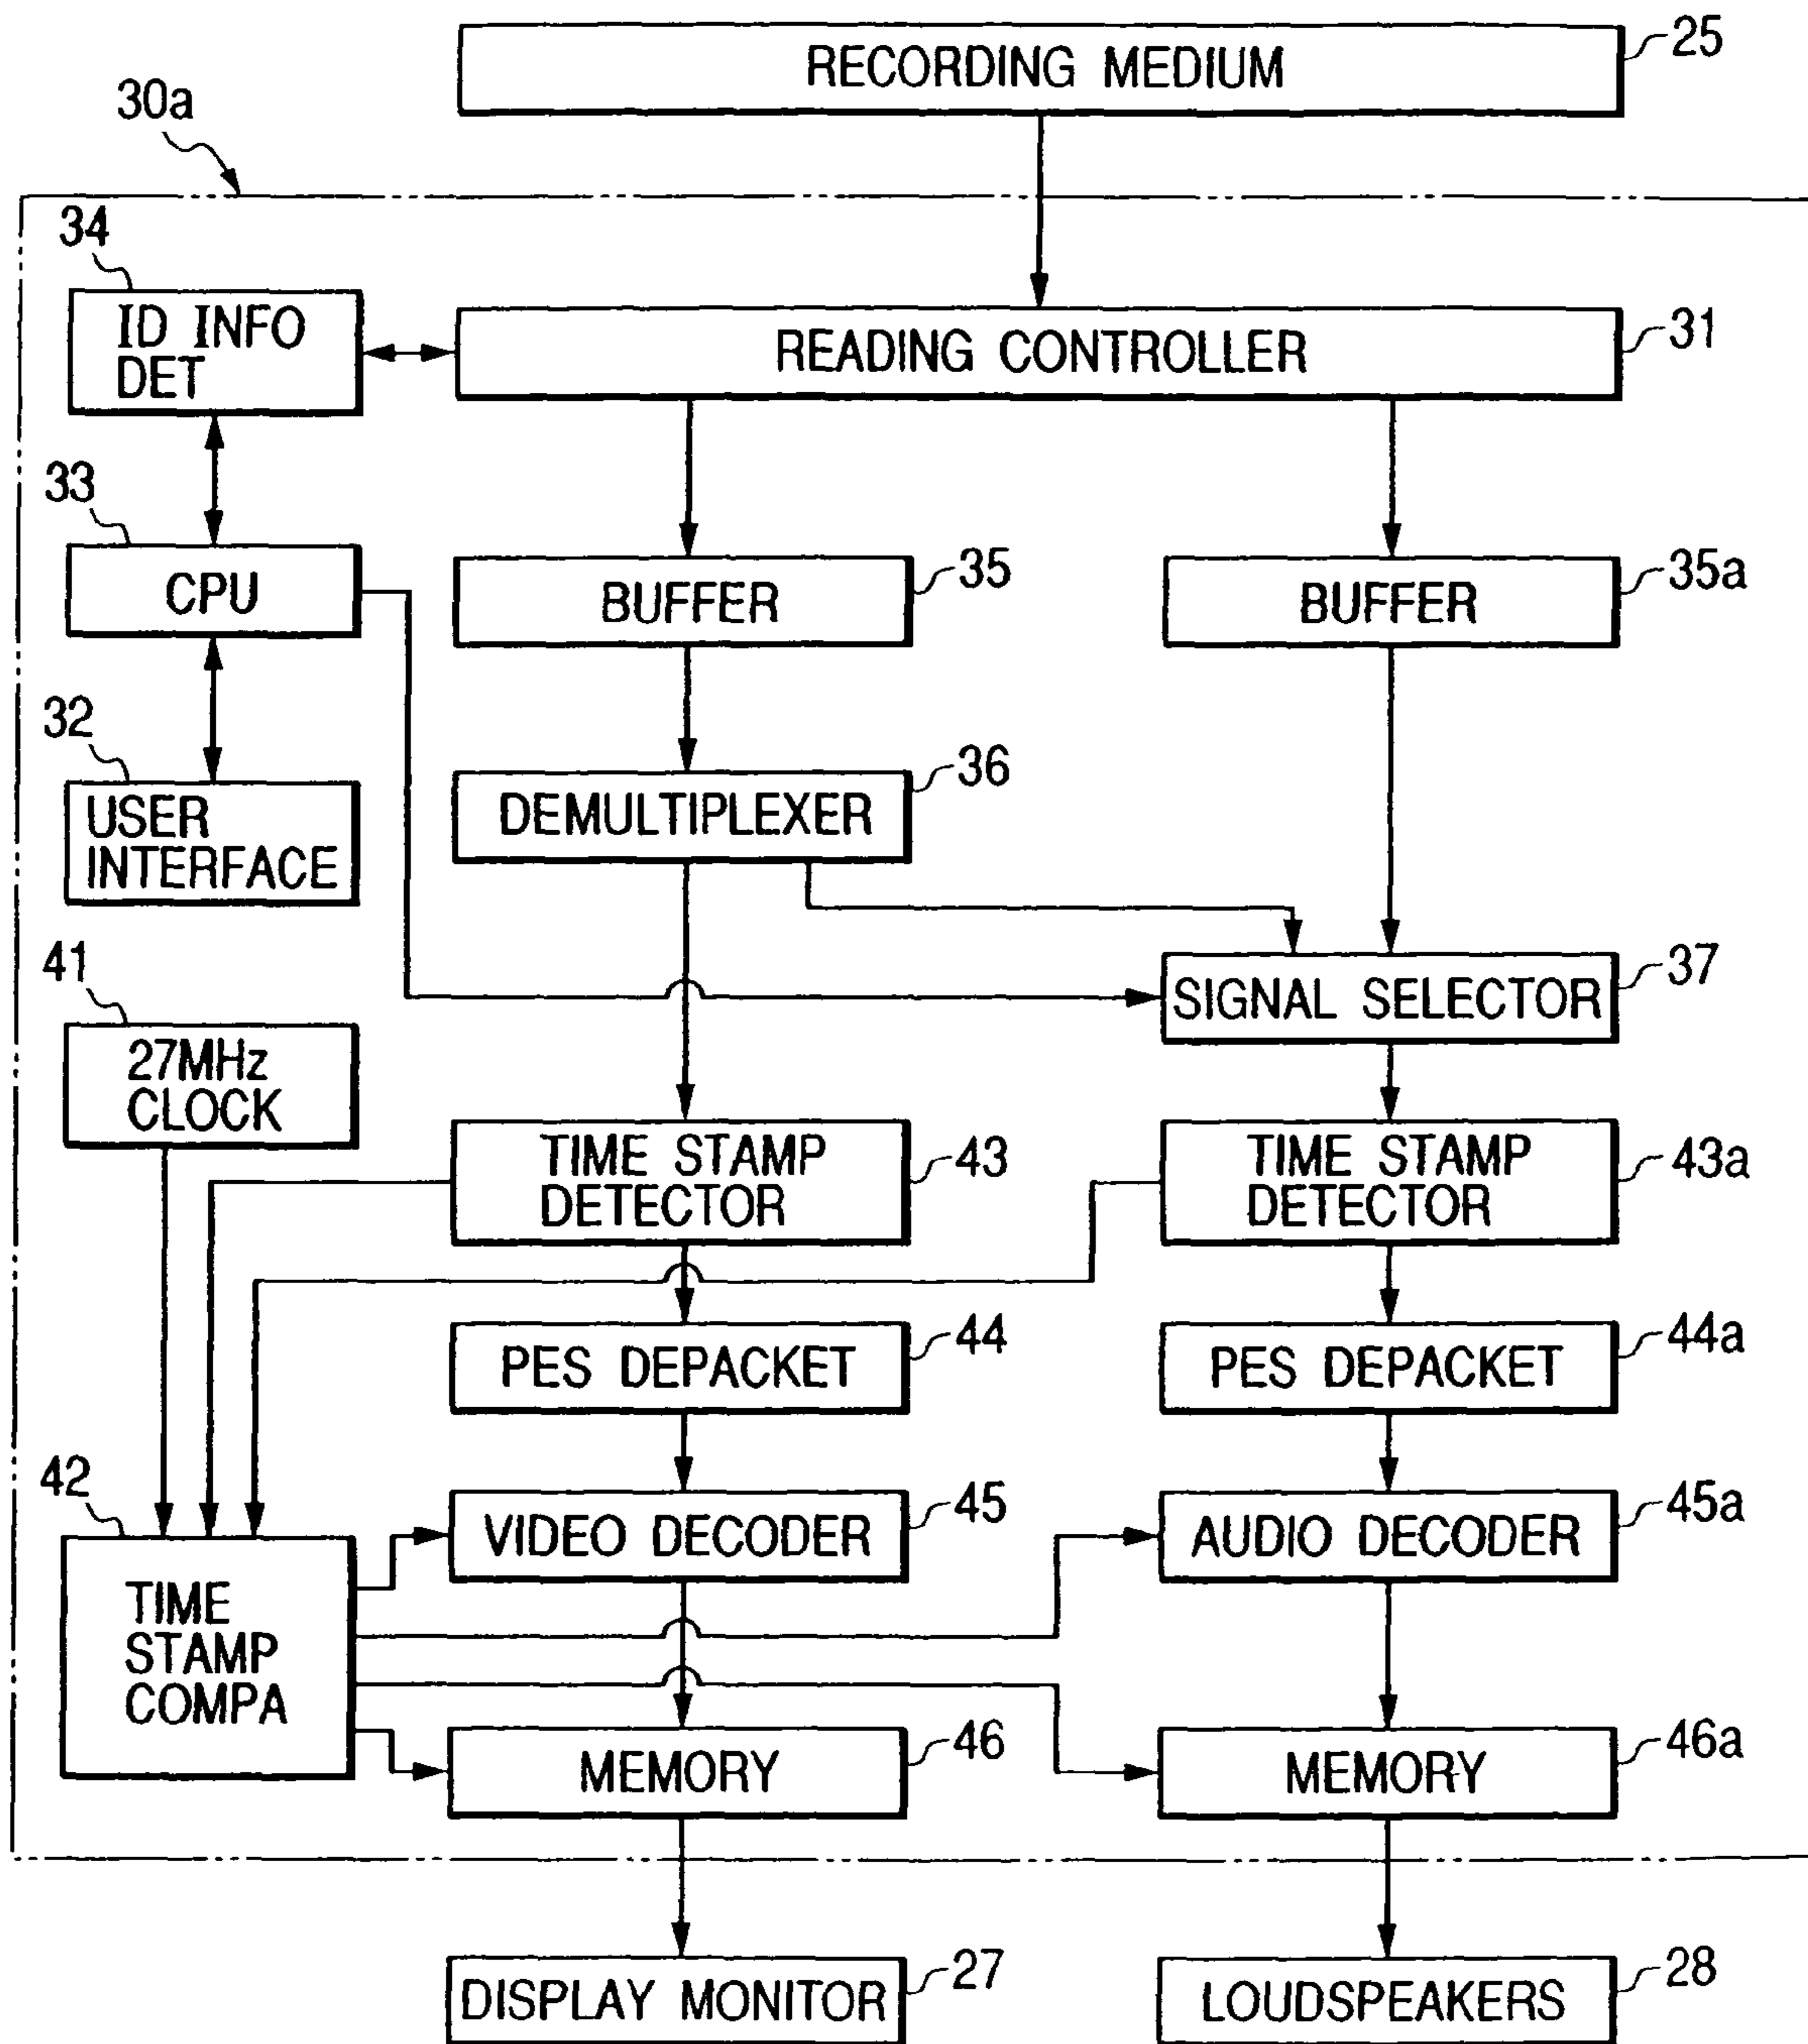 RECORDING MEDIUM
25
30a
34
ID INFO
DET
READING CONTROLLER
31
33
CPU
BUFFER
35
BUFFER
35a
32
USER
INTERFACE
DEMULTIPLEXER
36
41
27MHz
CLOCK
SIGNAL SELECTOR
37
TIME STAMP
DETECTOR
43
TIME STAMP
DETECTOR
43a
PES DEPACKET
44
PES DEPACKET
44a
42
TIME
STAMP
COMPA
VIDEO DECODER
45
AUDIO DECODER
45a
MEMORY
46
MEMORY
46a
DISPLAY MONITOR
27
LOUDSPEAKERS
28